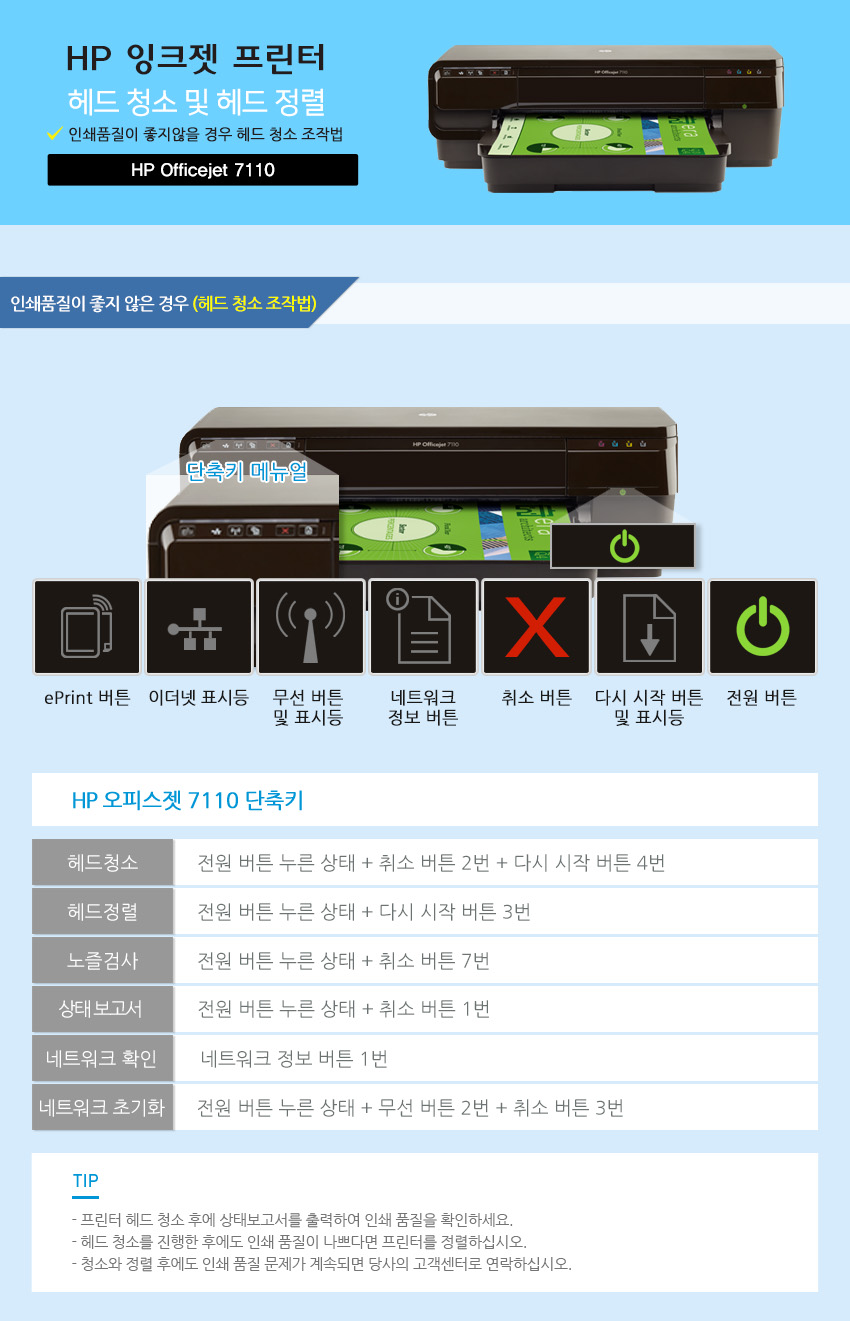 HP 잉크젯 프린터
헤드 청소 및 헤드 정렬
인쇄품질이 좋지않을 경우 헤드 청소 조작법
HP Officejet 7110
인쇄품질이 좋지 않은 경우 (헤드 청소 조작법)
HP Officejet 7110
단축키 메뉴얼
ePrint 버튼
이더넷 표시등
무선 버튼
및 표시등
네트워크
정보 버튼
취소 버튼
다시 시작 버튼
및 표시등
전원 버튼
HP 오피스젯 7110 단축키
헤드청소 전원 버튼 누른 상태 + 취소 버튼 2번 + 다시 시작 버튼 4번
헤드정렬 전원 버튼 누른 상태 + 다시 시작 버튼 3번
노즐검사 전원 버튼 누른 상태 + 취소 버튼 7번
상태보고서 전원 버튼 누른 상태 + 취소 버튼 1번
네트워크 확인 네트워크 정보 버튼 1번
네트워크 초기화 전원 버튼 누른 상태 + 무선 버튼 2번 + 취소 버튼 3번
TIP
- 프린터 헤드 청소 후에 상태보고서를 출력하여 인쇄 품질을 확인하세요.
- 헤드 청소를 진행한 후에도 인쇄 품질이 나쁘다면 프린터를 정렬하십시오.
- 청소와 정렬 후에도 인쇄 품질 문제가 계속되면 당사의 고객센터로 연락하십시오.